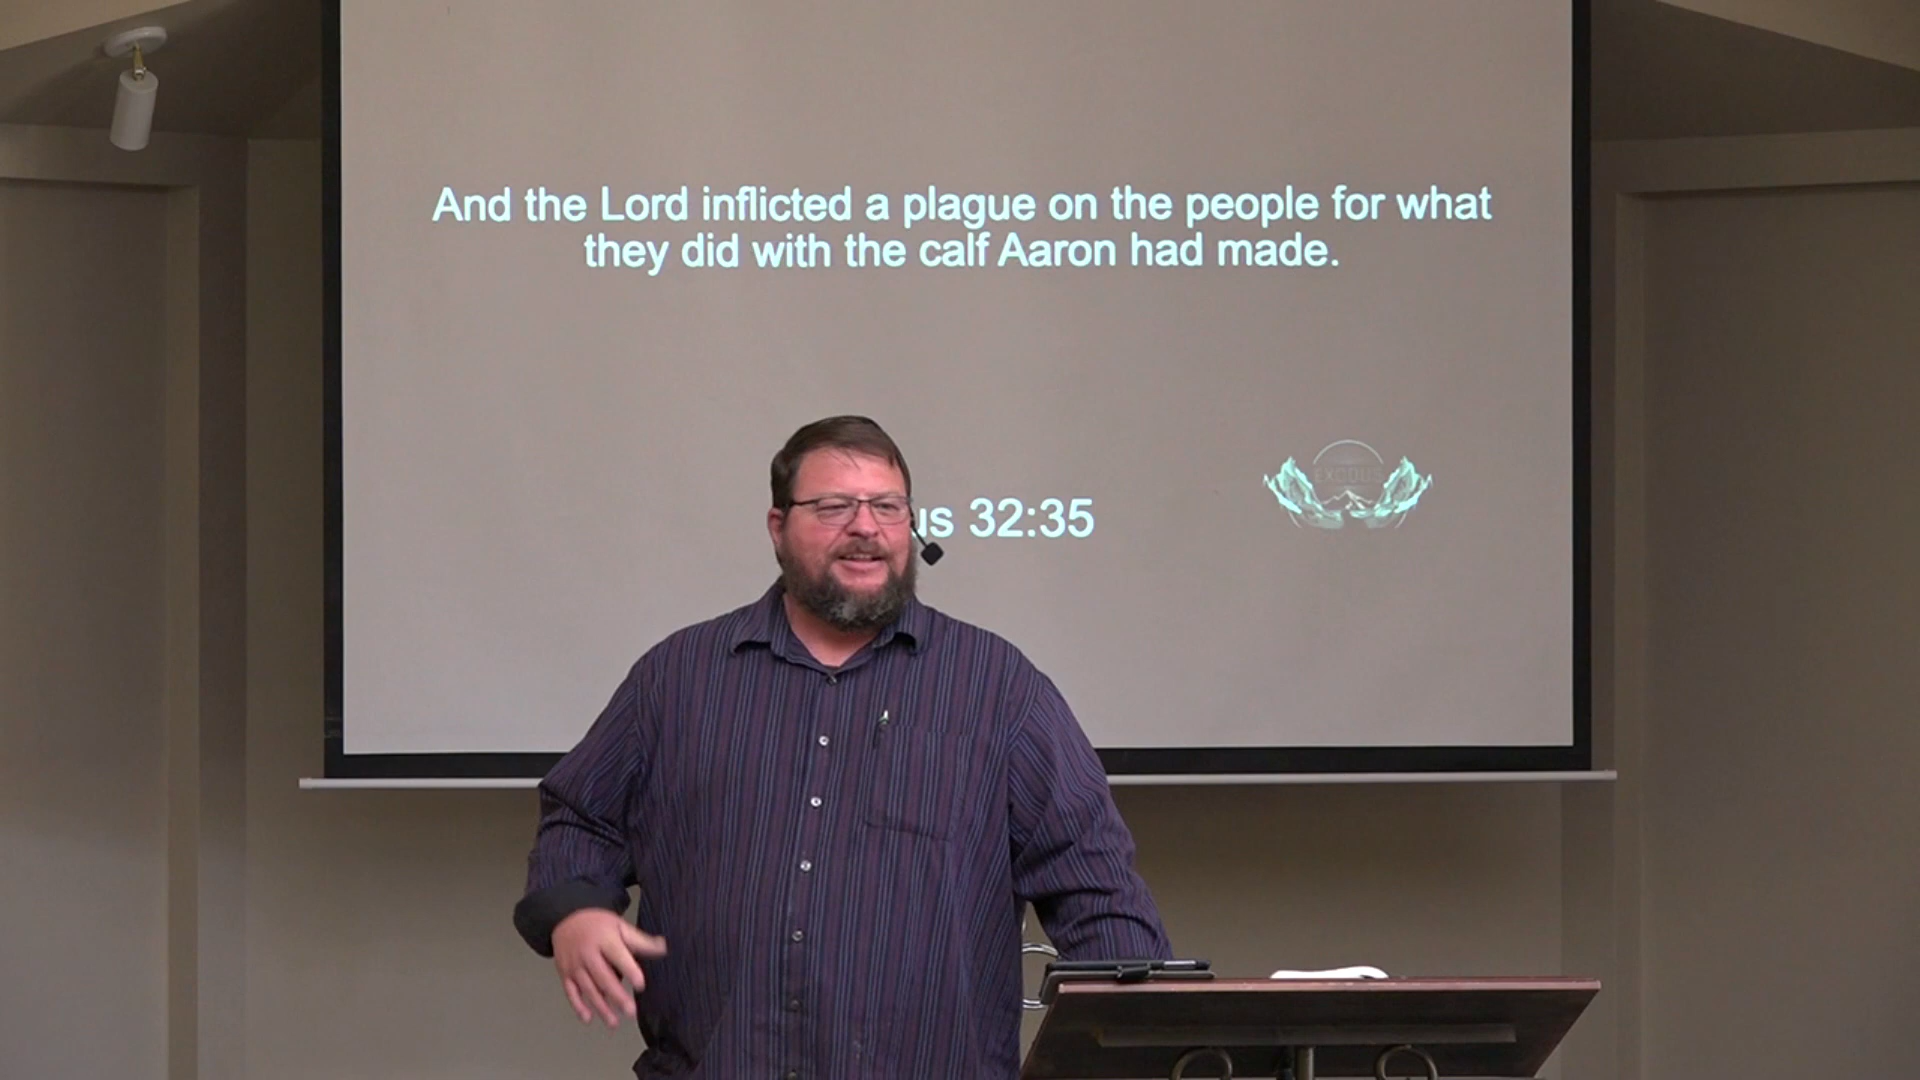 And the Lord inflicted a plague on the people for what
they did with the calf Aaron had made.
us 32:35
EXODUS